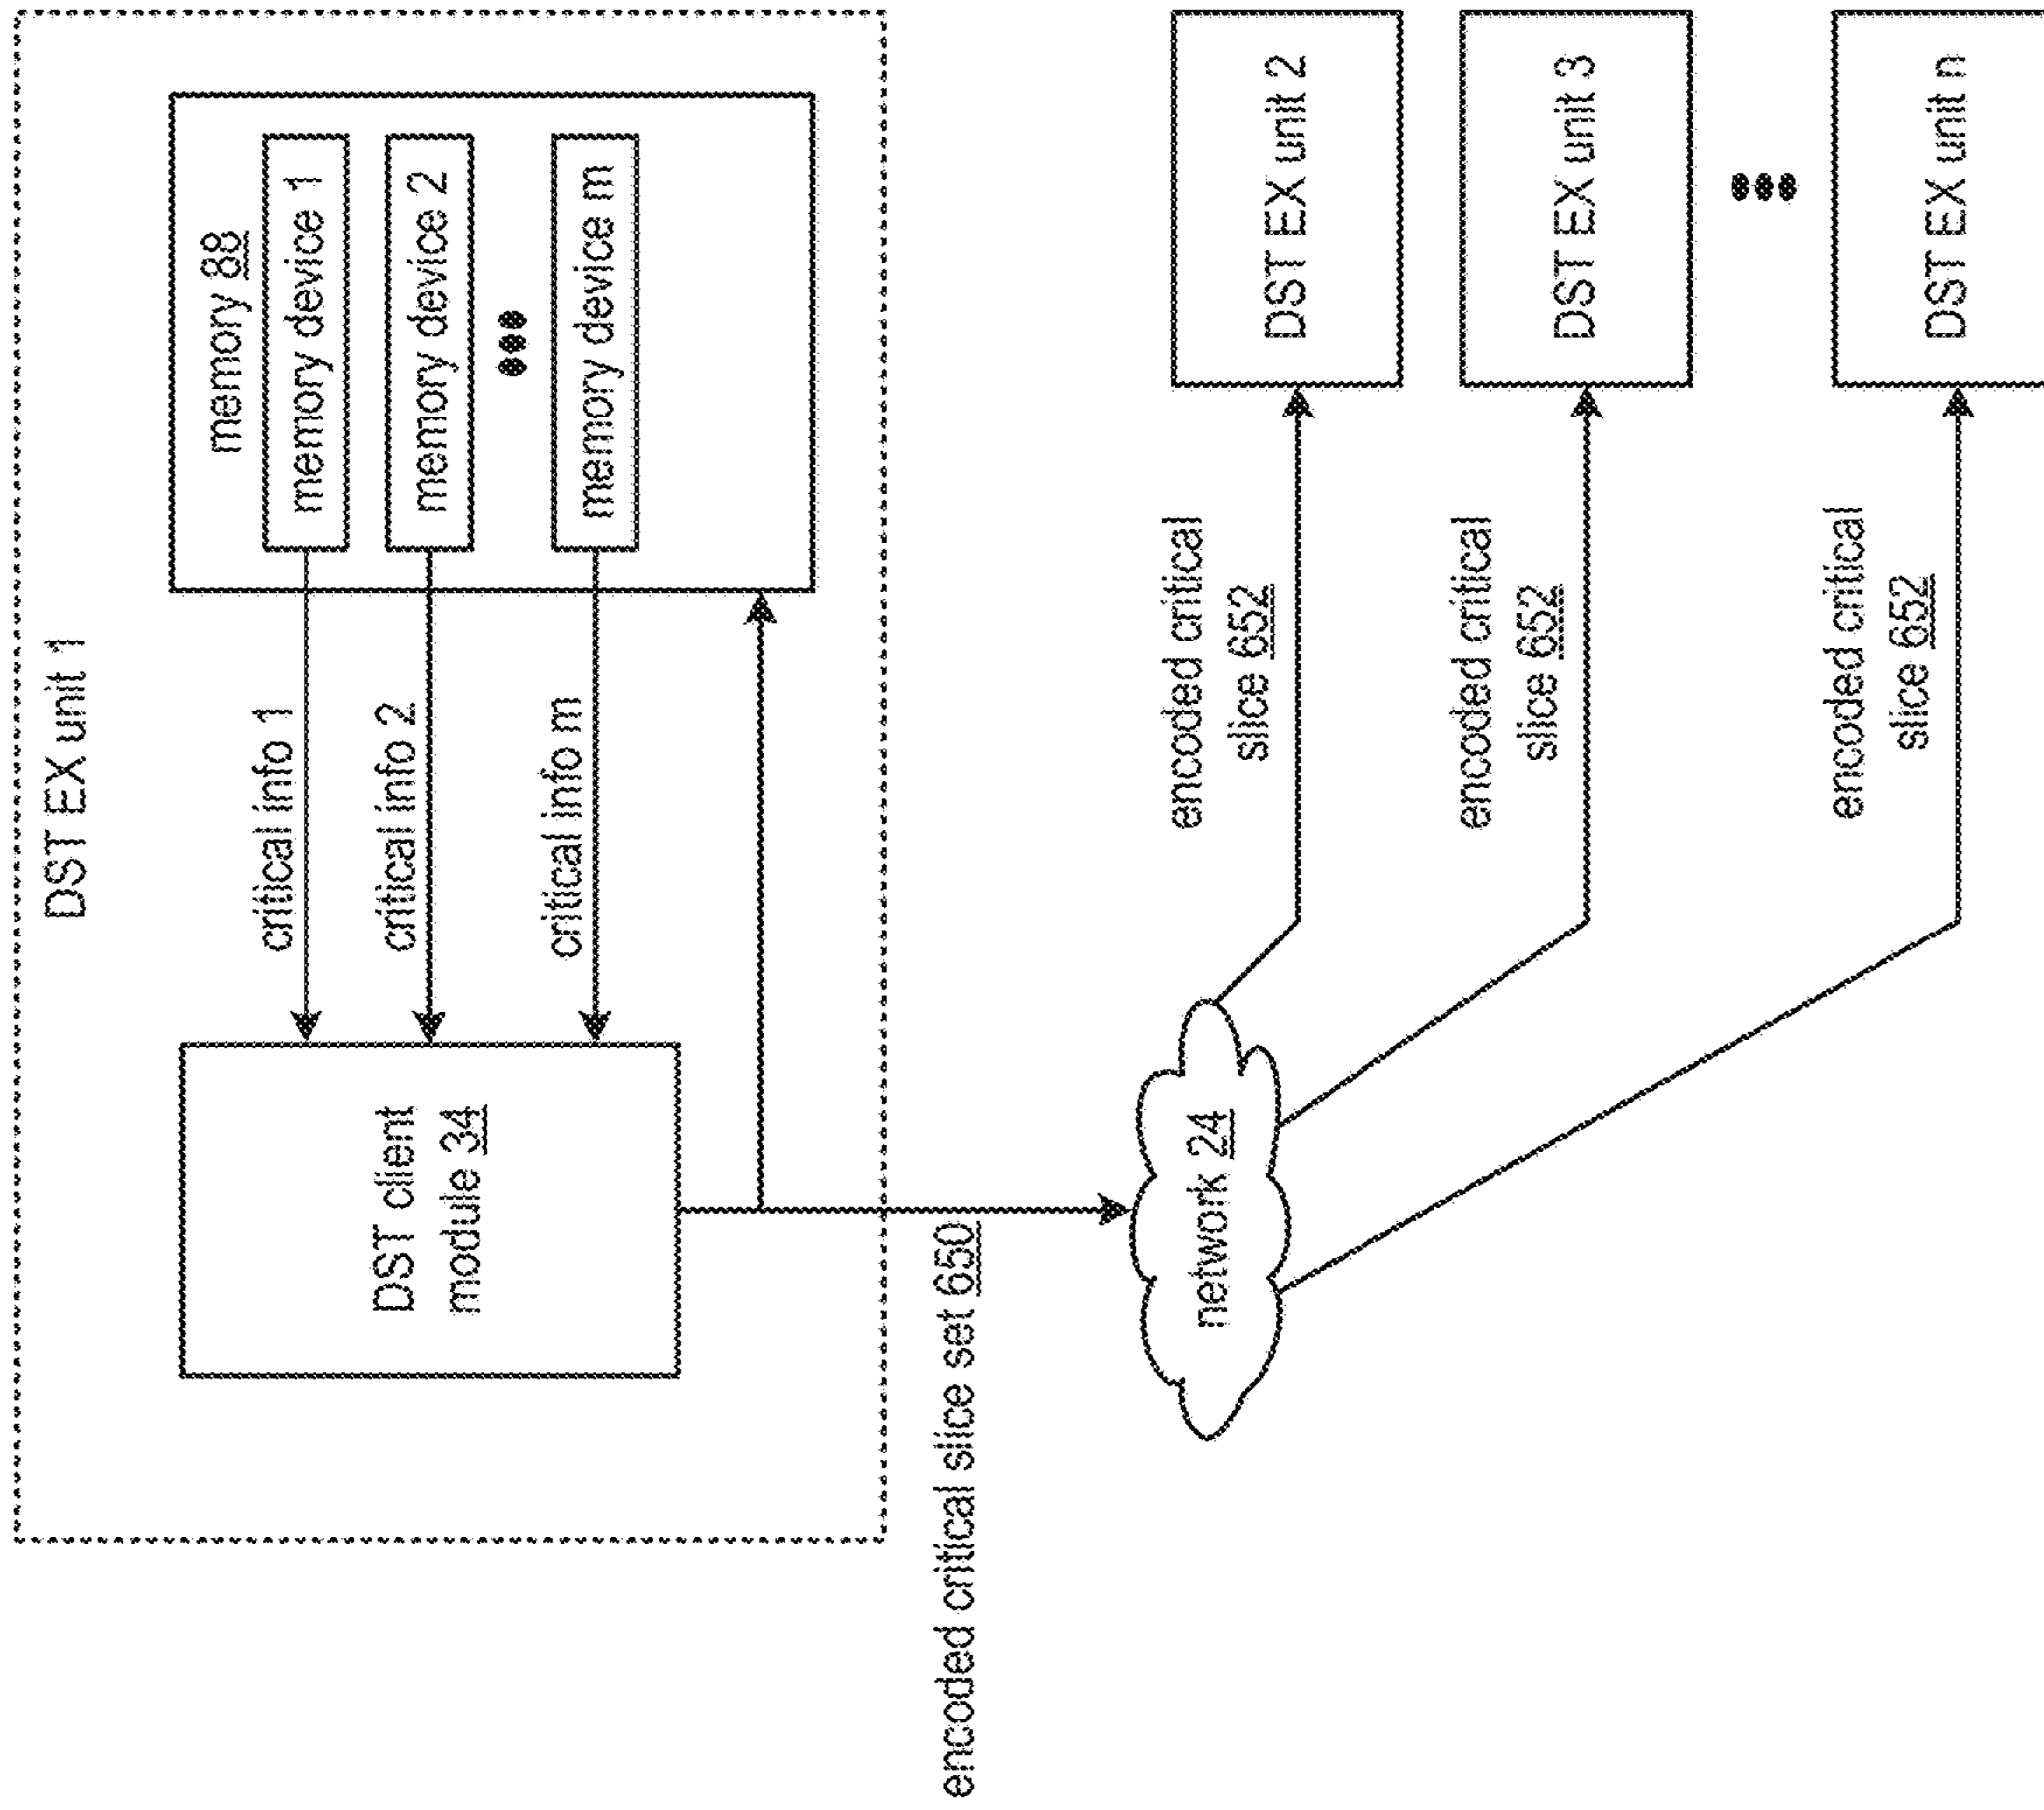 DST EX unit 1
DST client
module 34
critical info 1
critical info 2
critical info m
memory 88
memory device 1
memory device 2
memory device m
encoded critical slice set 650
network 24
encoded critical
slice 652
DST EX unit 2
encoded critical
slice 652
DST EX unit 3
encoded critical
slice 652
DST EX unit n